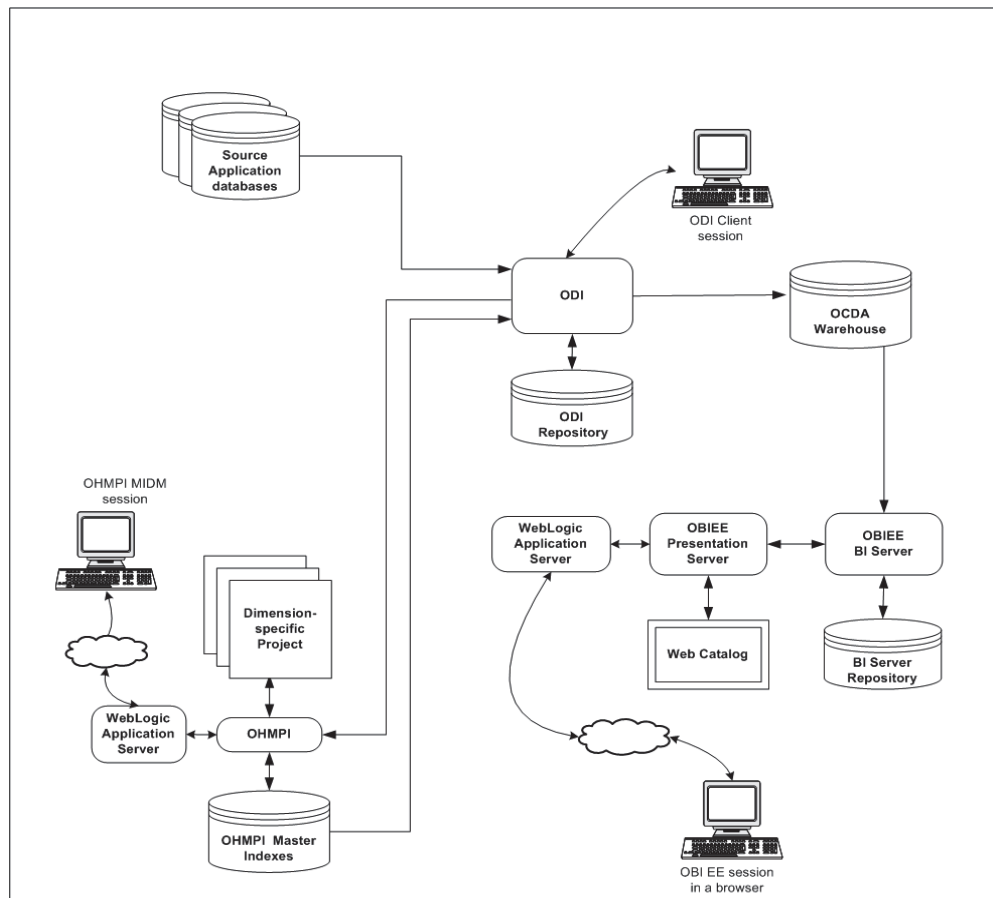 Source
Application
databases
ODI Client
session
ODI
OCDA
Warehouse
ODI
Repository
OHMPI MIDM
session
WebLogic
Application
Server
OBIEE
Presentation
Server
OBIEE
BI Server
Dimension-
specific
Project
Web Catalog
BI Server
Repository
WebLogic
Application
Server
OHMPI
OHMPI Master
Indexes
OBI EE session
in a browser